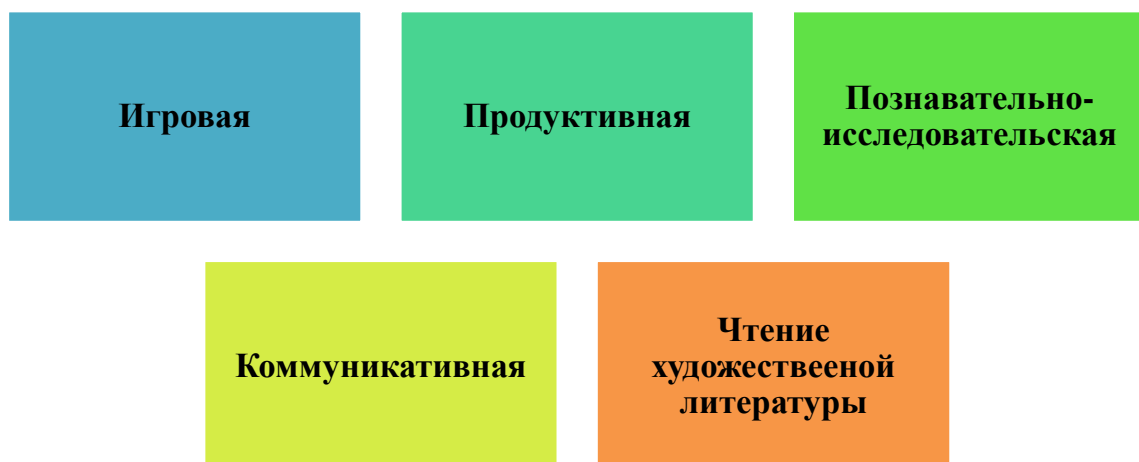 Игровая
Продуктивная
Познавательно-
исследовательская
Коммуникативная
Чтение
художествееной
литературы